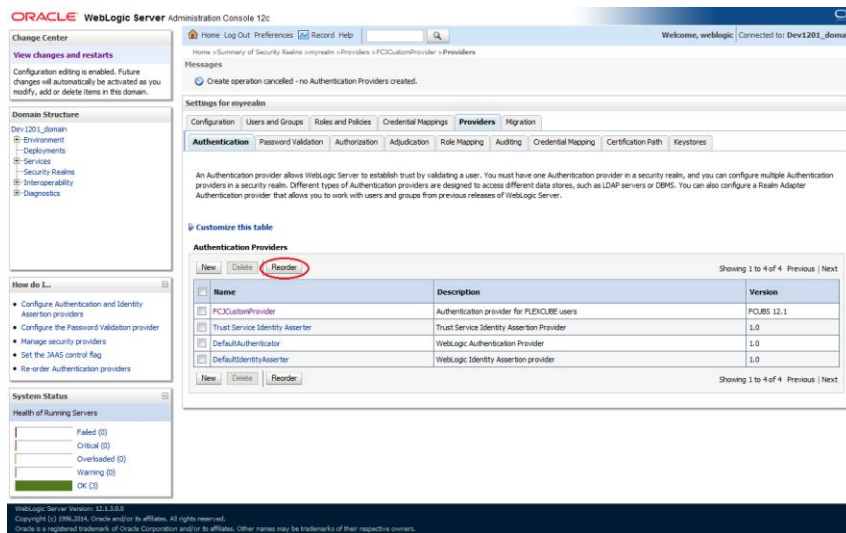 ORACLE WebLogic Server Administration Console 12c
Change Center
View changes and restarts
Configuration editing is enabled. Future
changes will automatically be activated as you
modify, add or delete items in this domain.
Domain Structure
Dev1201_domain
Environment
Deployments
Services
Security Realms
Interoperability
Diagnostics
How do I...
Configure Authentication and Identity
Assertion providers
Configure the Password Validation provider
Manage security providers
Set the JAAS control flag
Re-order Authentication providers
System Status
Health of Running Servers
Failed (0)
Critical (0)
Overloaded (0)
Warning (0)
OK (3)
Home Log Out Preferences Record Help
Welcome, weblogic Connected to: Dev1201_doma
Home >Summary of Security Realms >myrealm >Providers >FCJCustomProvider >Providers
Messages
Create operation cancelled - no Authentication Providers created.
Settings for myrealm
Configuration Users and Groups Roles and Policies Credential Mappings Providers Migration
Authentication Password Validation Authorization Adjudication Role Mapping Auditing Credential Mapping Certification Path Keystores
An Authentication provider allows WebLogic Server to establish trust by validating a user. You must have one Authentication provider in a security realm, and you can configure multiple Authentication
providers in a security realm. Different types of Authentication providers are designed to access different data stores, such as LDAP servers or DBMS. You can also configure a Realm Adapter
Authentication provider that allows you to work with users and groups from previous releases of WebLogic Server.
Customize this table
Authentication Providers
New Delete Reorder
Showing 1 to 4 of 4 Previous | Next
Name Description Version
FCJCustomProvider Authentication provider for FLEXCUBE users FCUBS 12.1
Trust Service Identity Asserter Trust Service Identity Assertion Provider 1.0
DefaultAuthenticator WebLogic Authentication Provider 1.0
DefaultIdentityAsserter WebLogic Identity Assertion provider 1.0
New Delete Reorder
Showing 1 to 4 of 4 Previous | Next
WebLogic Server Version: 12.1.3.0.0
Copyright (c) 1996,2014, Oracle and/or its affiliates. All rights reserved.
Oracle is a registered trademark of Oracle Corporation and/or its affiliates. Other names may be trademarks of their respective owners.